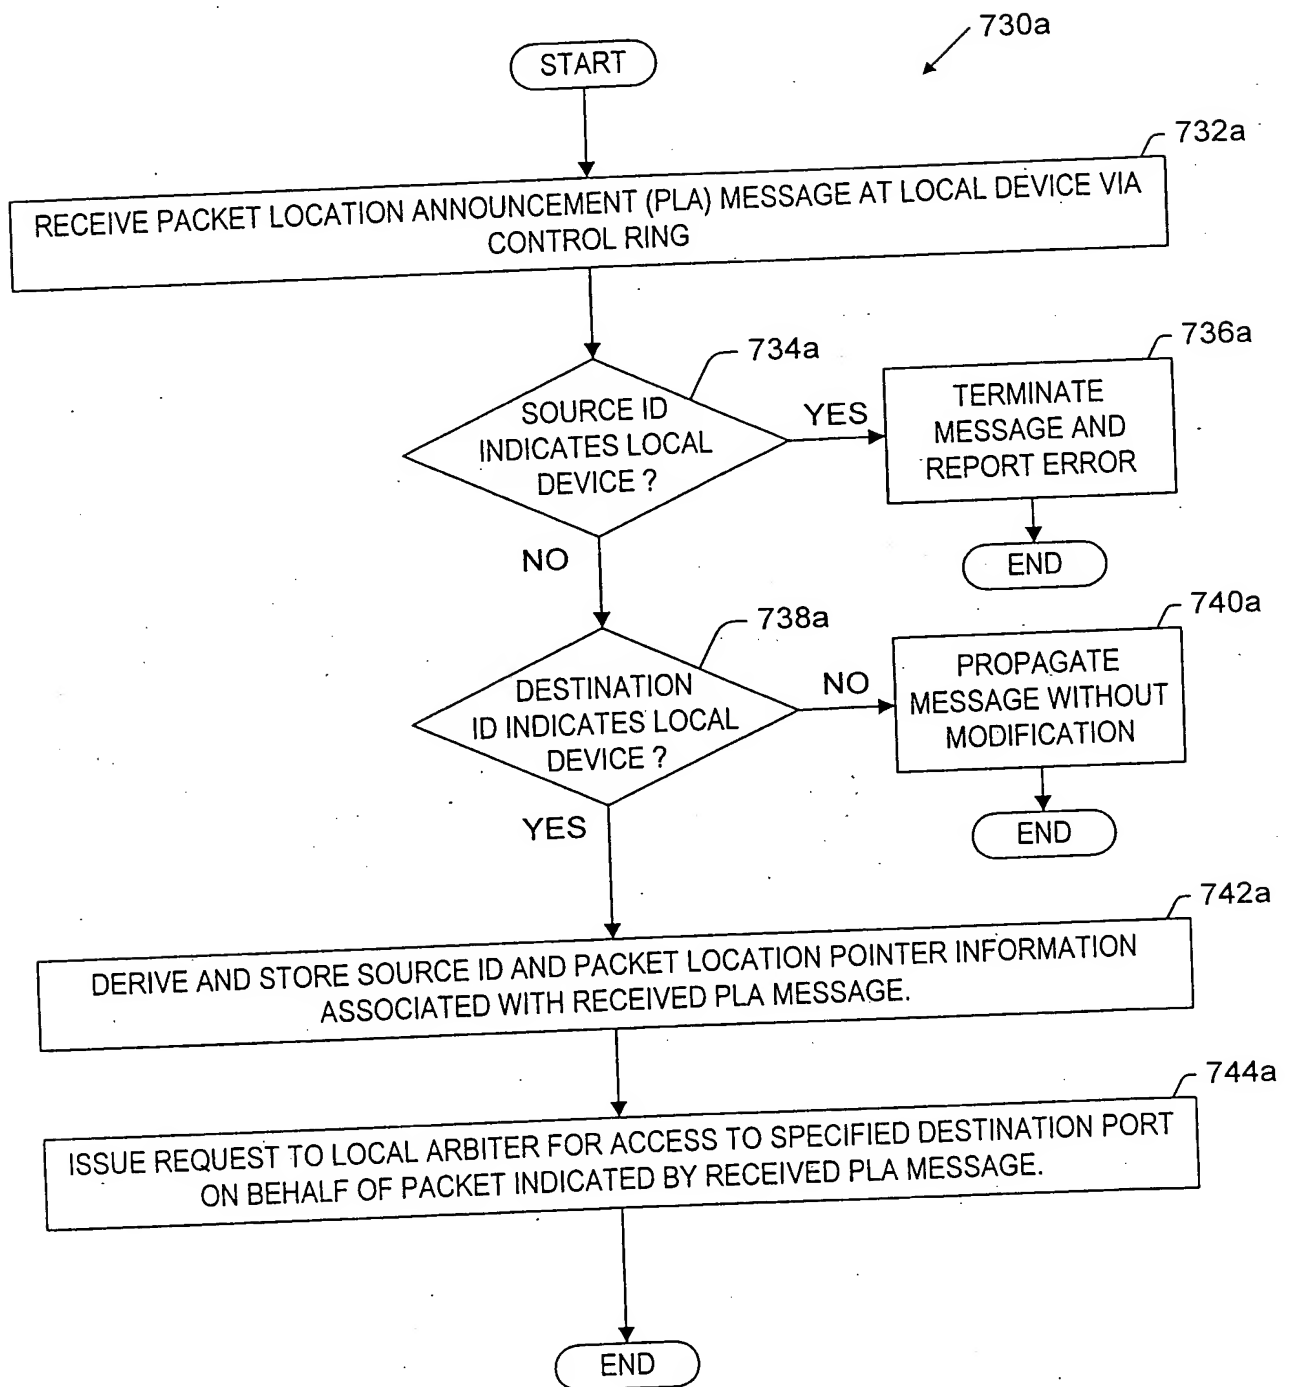 730a
START
732a
RECEIVE PACKET LOCATION ANNOUNCEMENT (PLA) MESSAGE AT LOCAL DEVICE VIA
CONTROL RING
734a
SOURCE ID
INDICATES LOCAL
DEVICE ?
YES
736a
TERMINATE
MESSAGE AND
REPORT ERROR
END
NO
738a
DESTINATION
ID INDICATES LOCAL
DEVICE ?
NO
740a
PROPAGATE
MESSAGE WITHOUT
MODIFICATION
END
YES
742a
DERIVE AND STORE SOURCE ID AND PACKET LOCATION POINTER INFORMATION
ASSOCIATED WITH RECEIVED PLA MESSAGE.
744a
ISSUE REQUEST TO LOCAL ARBITER FOR ACCESS TO SPECIFIED DESTINATION PORT
ON BEHALF OF PACKET INDICATED BY RECEIVED PLA MESSAGE.
END